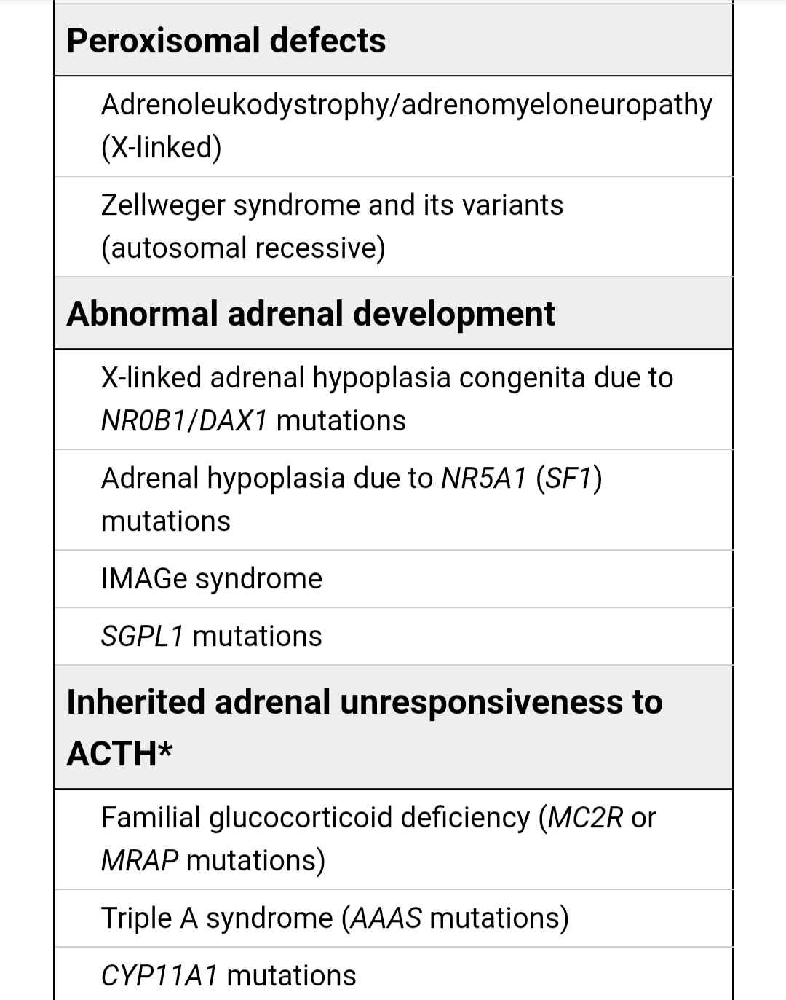 Peroxisomal defects
Adrenoleukodystrophy/adrenomyeloneuropathy
(X-linked)
Zellweger syndrome and its variants
(autosomal recessive)
Abnormal adrenal development
X-linked adrenal hypoplasia congenita due to
NR0B1/DAX1 mutations
Adrenal hypoplasia due to NR5A1 (SF1)
mutations
IMAGe syndrome
SGPL1 mutations
Inherited adrenal unresponsiveness to
ACTH*
Familial glucocorticoid deficiency (MC2R or
MRAP mutations)
Triple A syndrome (AAAS mutations)
CYP11A1 mutations